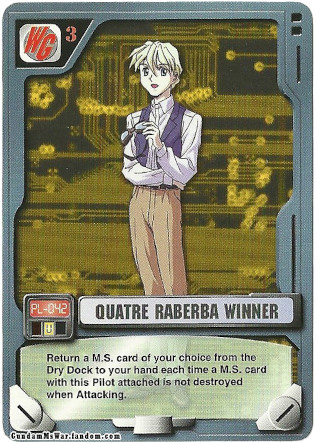 WG 3
PL-042
U
QUATRE RABERBA WINNER
Return a M.S. card of your choice from the
Dry Dock to your hand each time a M.S. card
with this Pilot attached is not destroyed
when Attacking.
GundamMsWar.fandom.com